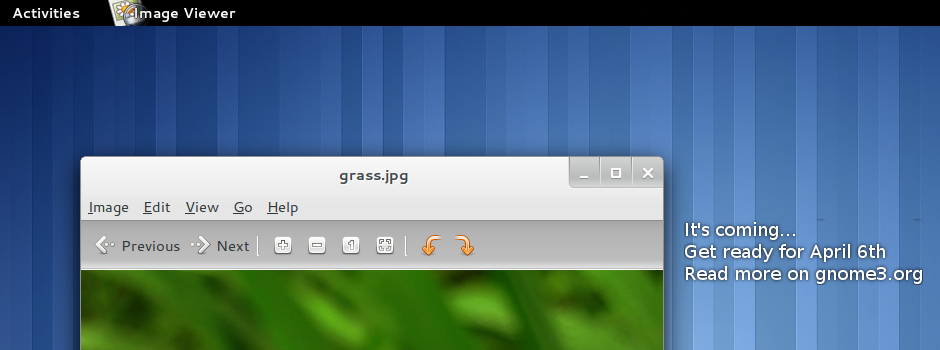 Activities Image Viewer
grass.jpg
Image Edit View Go Help
Previous Next 1
It's coming...
Get ready for April 6th
Read more on gnome3.org